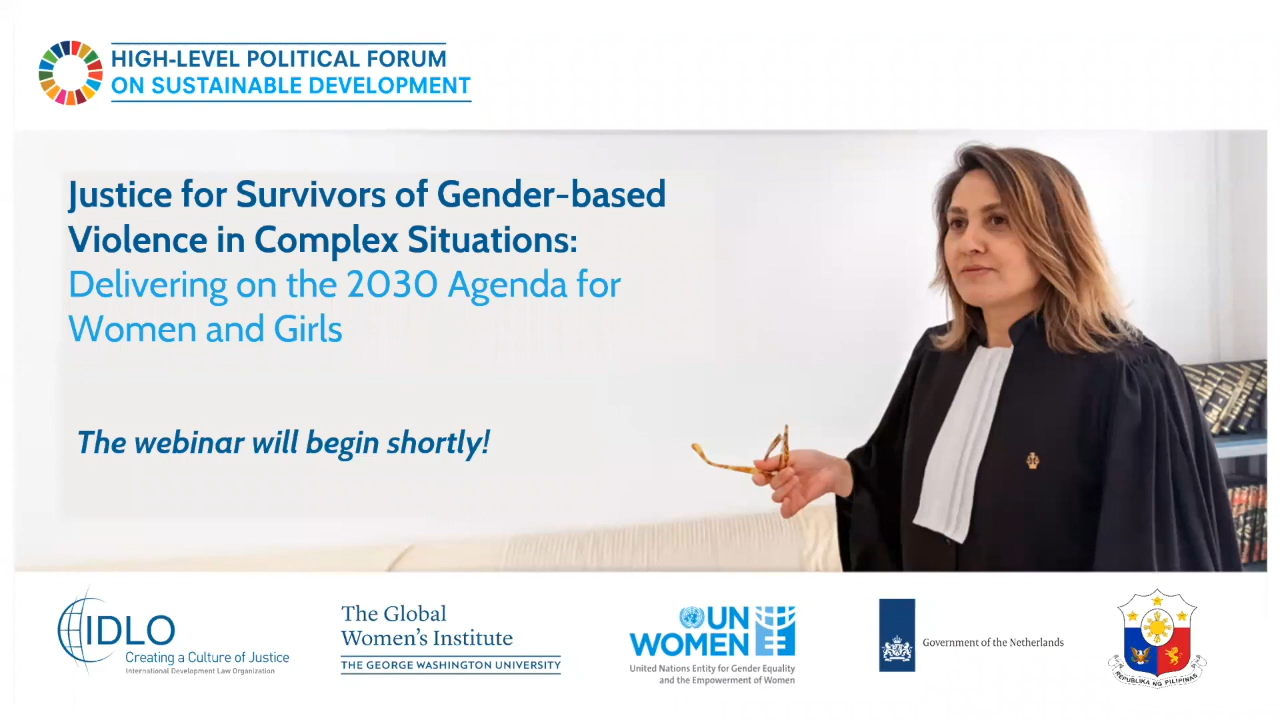 HIGH-LEVEL POLITICAL FORUM
ON SUSTAINABLE DEVELOPMENT
Justice for Survivors of Gender-based
Violence in Complex Situations:
Delivering on the 2030 Agenda for
Women and Girls
The webinar will begin shortly!
IDLO
Creating a Culture of Justice
International Development Law Organization
The Global
Women's Institute
THE GEORGE WASHINGTON UNIVERSITY
UN
WOMEN
United Nations Entity for Gender Equality
and the Empowerment of Women
Government of the Netherlands
REPUBLIKA NG PILIPINAS